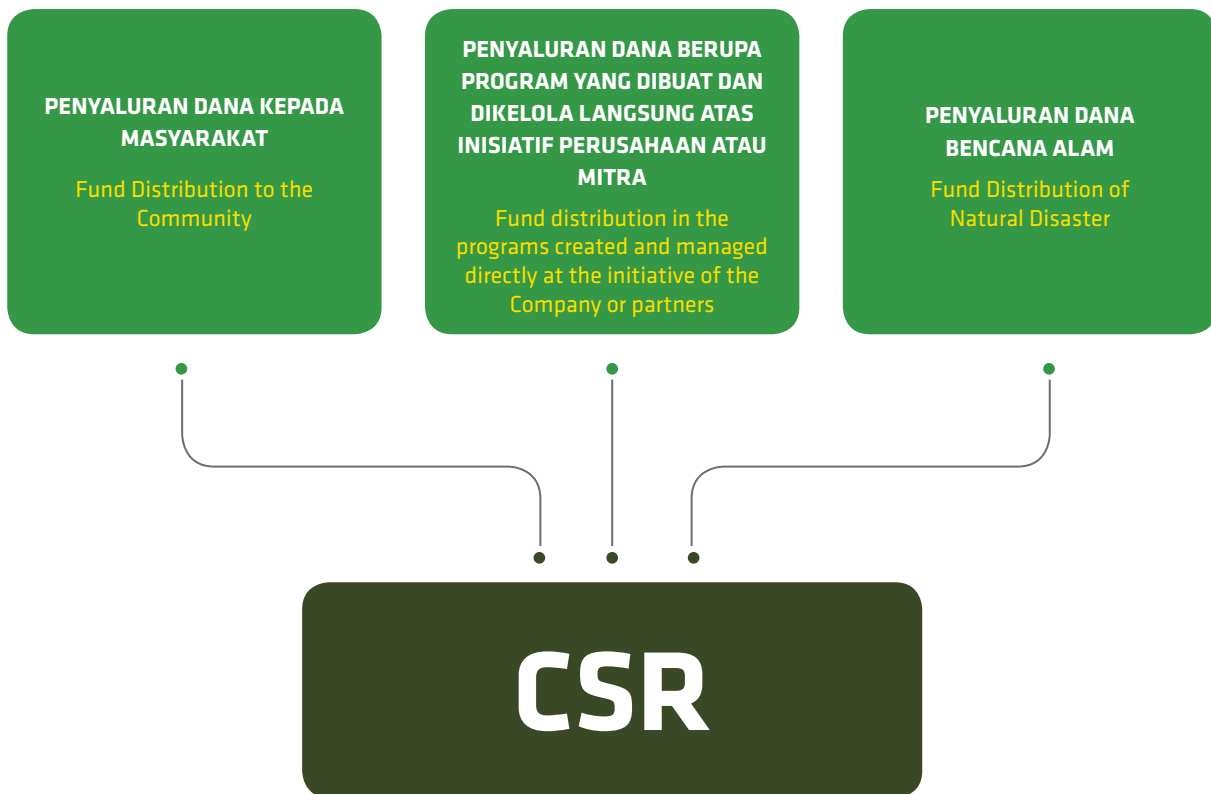 PENYALURAN DANA KEPADA
MASYARAKAT
Fund Distribution to the
Community
PENYALURAN DANA BERUPA
PROGRAM YANG DIBUAT DAN
DIKELOLA LANGSUNG ATAS
INISIATIF PERUSAHAAN ATAU
MITRA
Fund distribution in the
programs created and managed
directly at the initiative of the
Company or partners
PENYALURAN DANA
BENCANA ALAM
Fund Distribution of
Natural Disaster
CSR